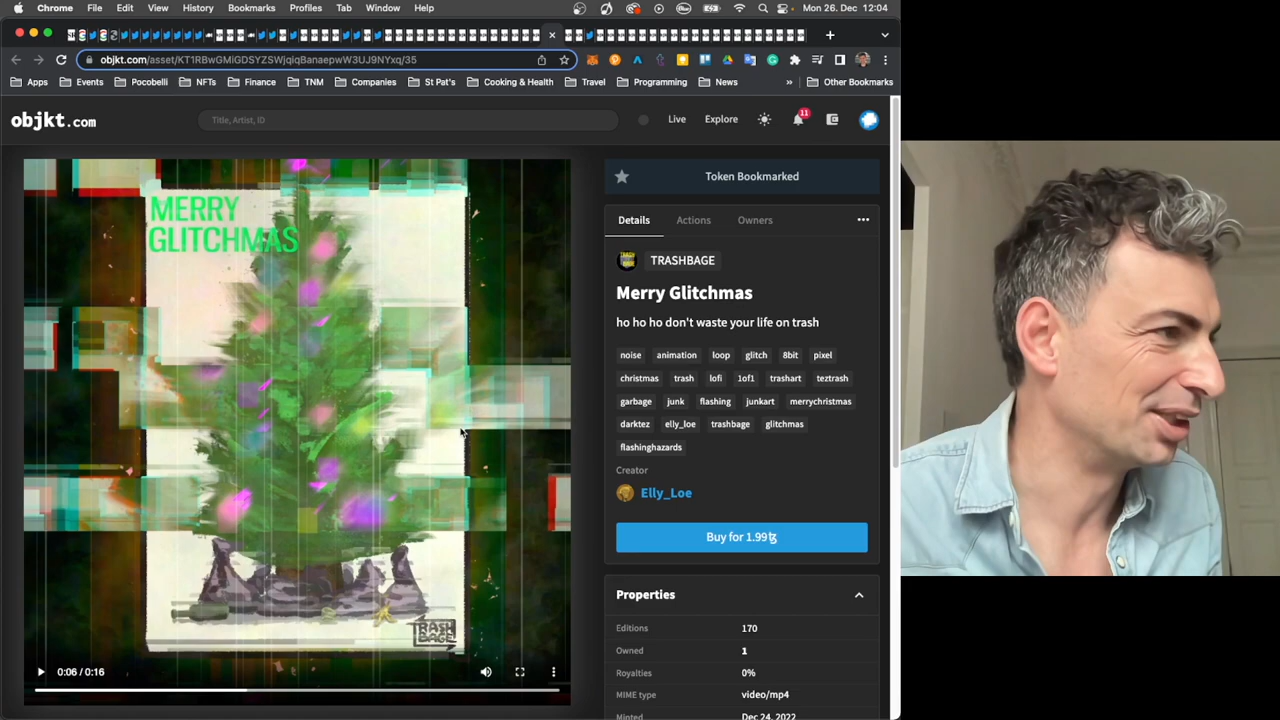 Chrome File Edit View History Bookmarks Profiles Tab Window Help Mon 26. Dec 12:04
objkt.com/asset/KT1RBwGMiGDSYZSWjqiqBanaepwW3UJ9NYxq/35
Apps Events Pocobelli NFTs Finance TNM Companies St Pat's Cooking & Health Travel Programming News » Other Bookmarks
objkt.com Title, Artist, ID Live Explore 11
Token Bookmarked
Details Actions Owners
MERRY
GLITCHMAS
TRASHBAGE
Merry Glitchmas
ho ho ho don't waste your life on trash
noise animation loop glitch 8bit pixel
christmas trash lofi 1of1 trashart teztrash
garbage junk flashing junkart merrychristmas
darktez elly_loe trashbage glitchmas
flashinghazards
Creator
Elly_Loe
Buy for 1.99ꜩ
Properties
Editions 170
Owned 1
Royalties 0%
MIME type video/mp4
Minted Dec 24, 2022
TRASH
BAGE
0:06 / 0:16